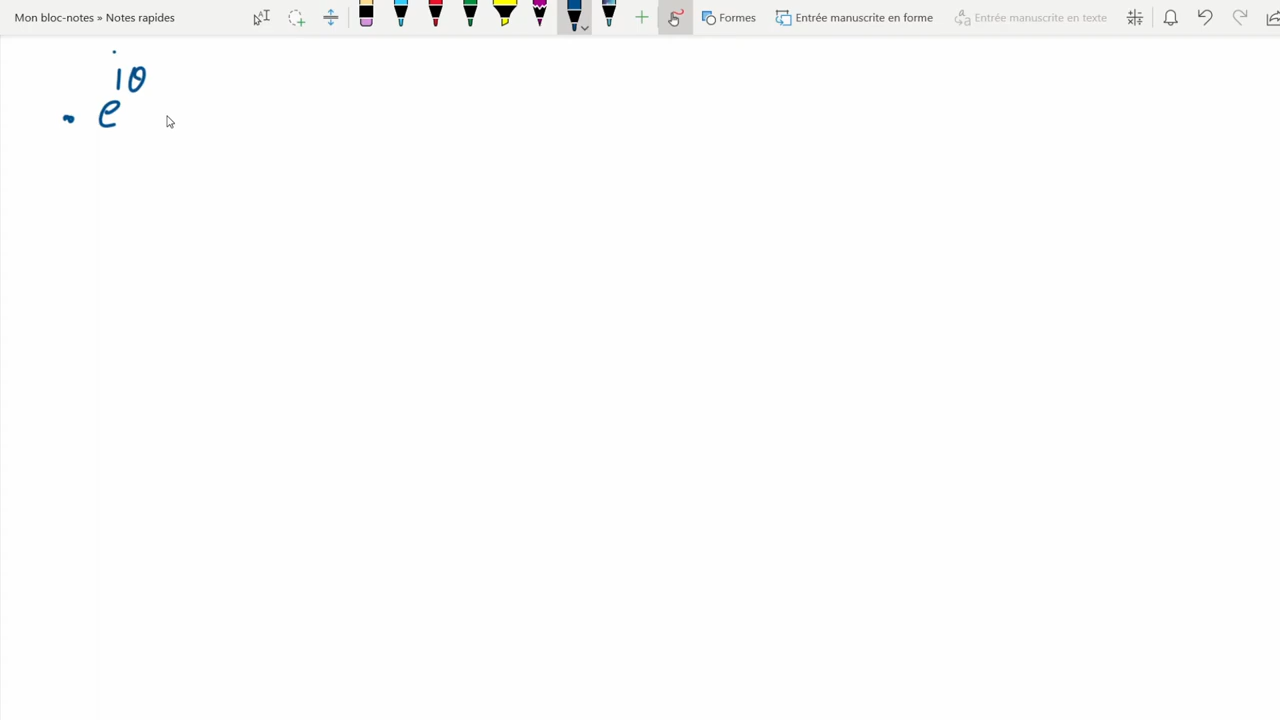 Mon bloc-notes » Notes rapides
Formes
Entrée manuscrite en forme
Entrée manuscrite en texte
• e^{iθ}